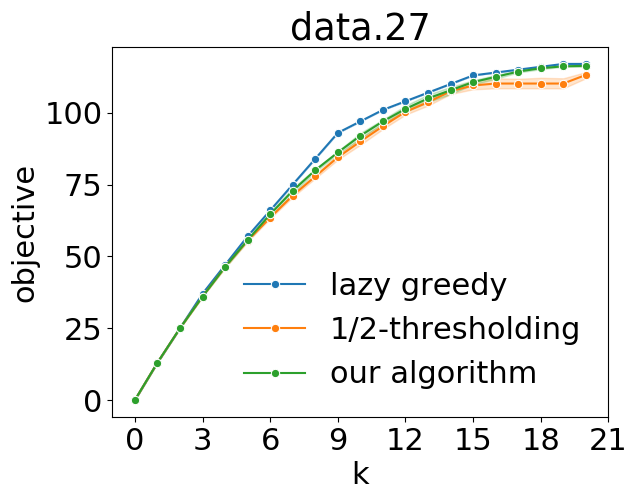 data.27
objective
100
75
50
25
0
lazy greedy
1/2-thresholding
our algorithm
0 3 6 9 12 15 18 21
k